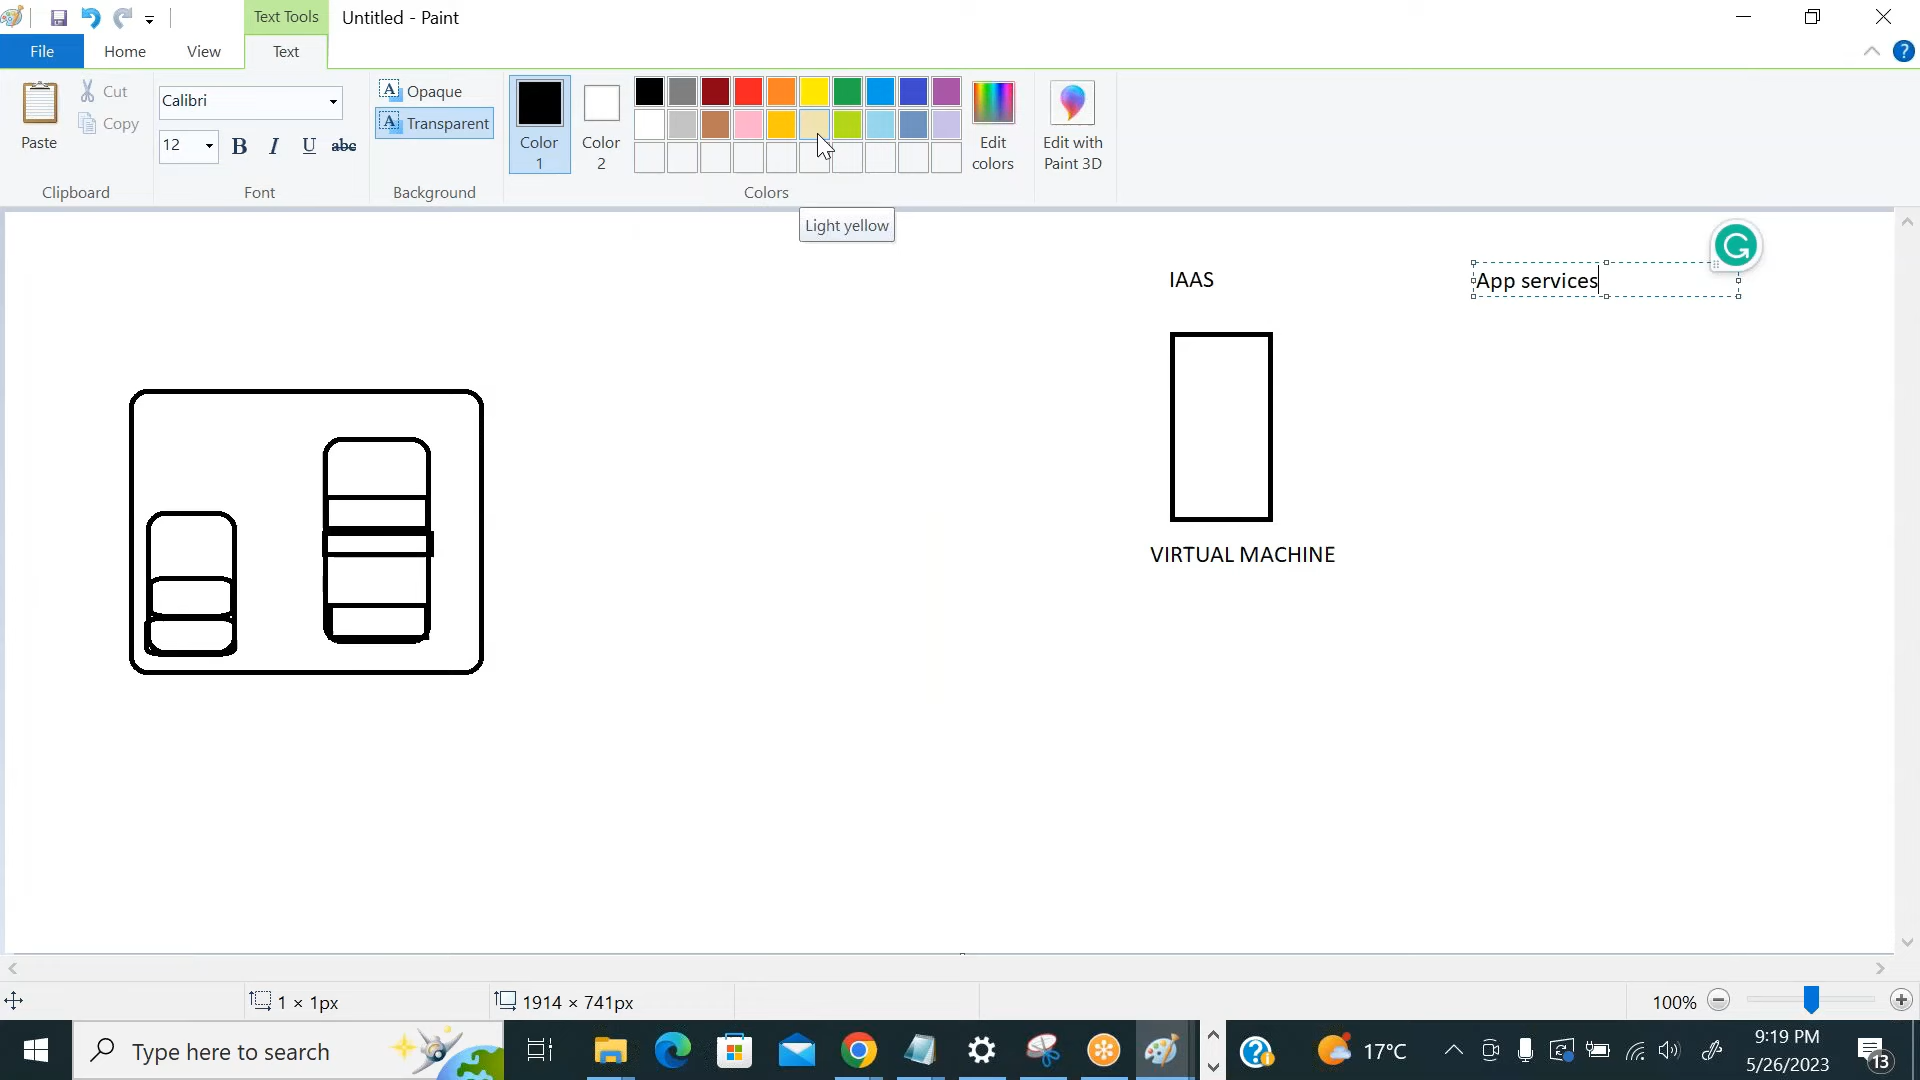 Text Tools
Untitled - Paint
File
Home
View
Text
Paste
Cut
Copy
Clipboard
Calibri
12
B
I
U
abc
Font
A Opaque
A Transparent
Background
Color
1
Color
2
Colors
Edit
colors
Edit with
Paint 3D
Light yellow
IAAS
App services
VIRTUAL MACHINE
1 × 1px
1914 × 741px
100%
Type here to search
17°C
9:19 PM
5/26/2023
13